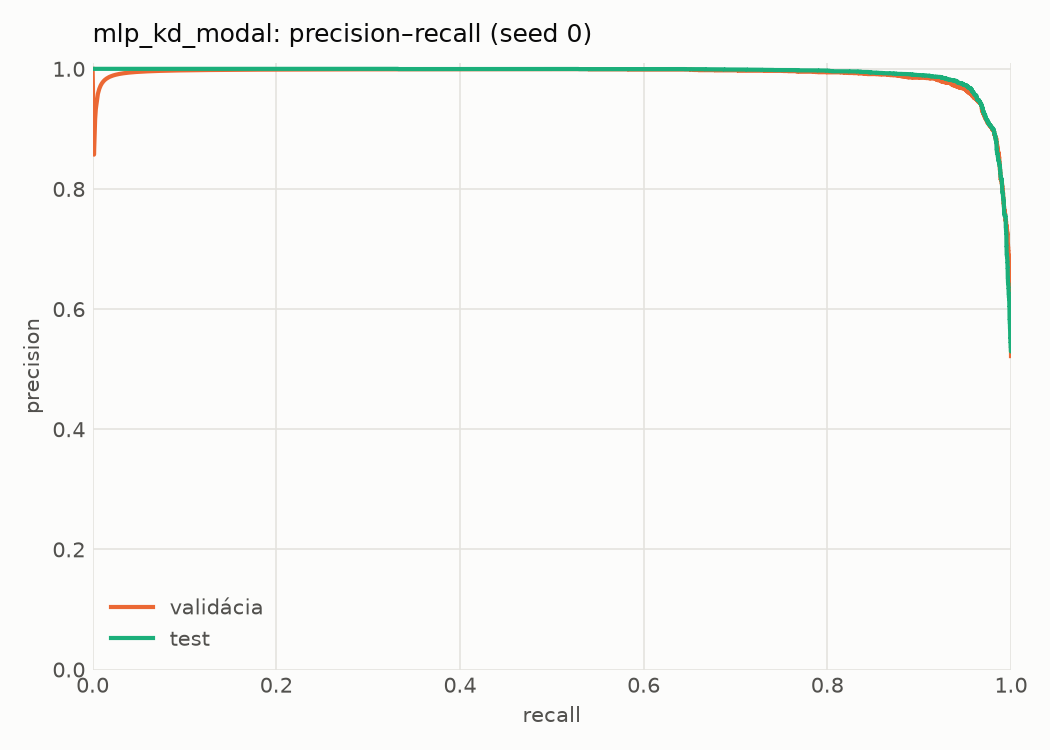 mlp_kd_modal: precision–recall (seed 0)
1.0
0.8
0.6
0.4
0.2
0.0
precision
validácia
test
0.0 0.2 0.4 0.6 0.8 1.0
recall